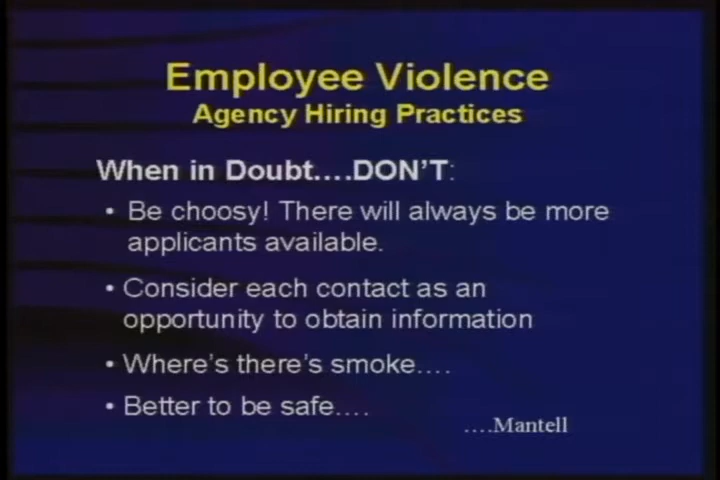 Employee Violence
Agency Hiring Practices
When in Doubt....DON'T:
• Be choosy! There will always be more
applicants available.
• Consider each contact as an
opportunity to obtain information
• Where's there's smoke....
• Better to be safe....
....Mantell